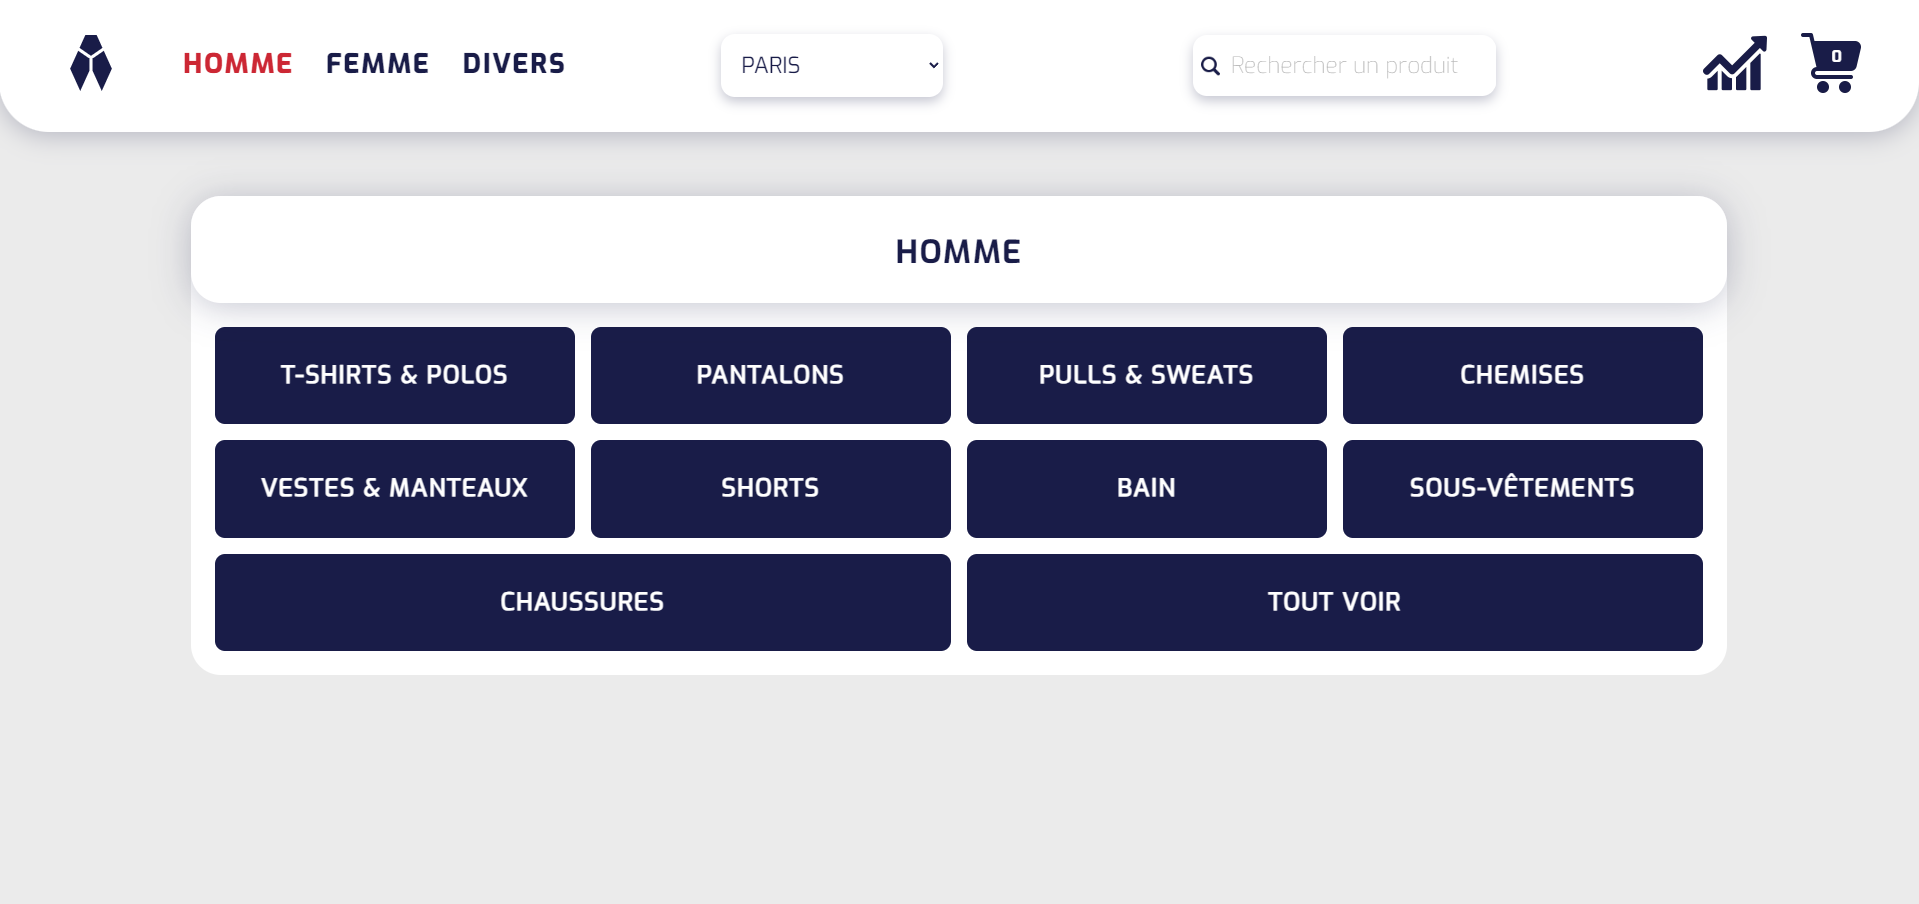 HOMME FEMME DIVERS PARIS Rechercher un produit 0
HOMME
T-SHIRTS & POLOS PANTALONS PULLS & SWEATS CHEMISES
VESTES & MANTEAUX SHORTS BAIN SOUS-VÊTEMENTS
CHAUSSURES TOUT VOIR